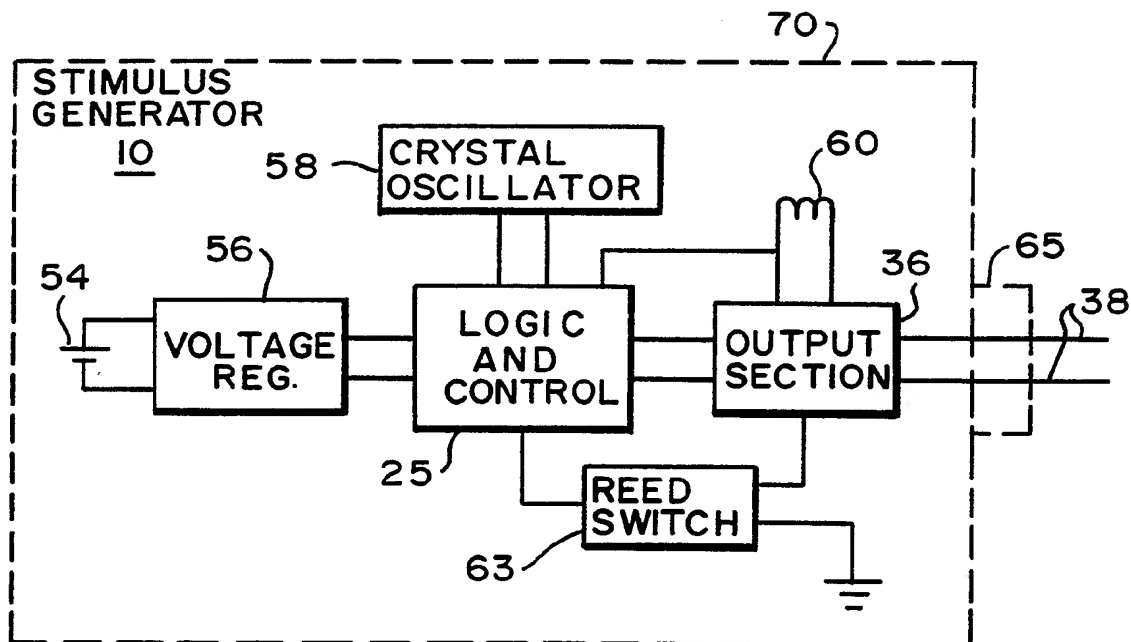 70
STIMULUS
GENERATOR
10
58
CRYSTAL
OSCILLATOR
60
56
65
54
36
38
VOLTAGE
REG.
LOGIC
AND
CONTROL
OUTPUT
SECTION
25
REED
SWITCH
63